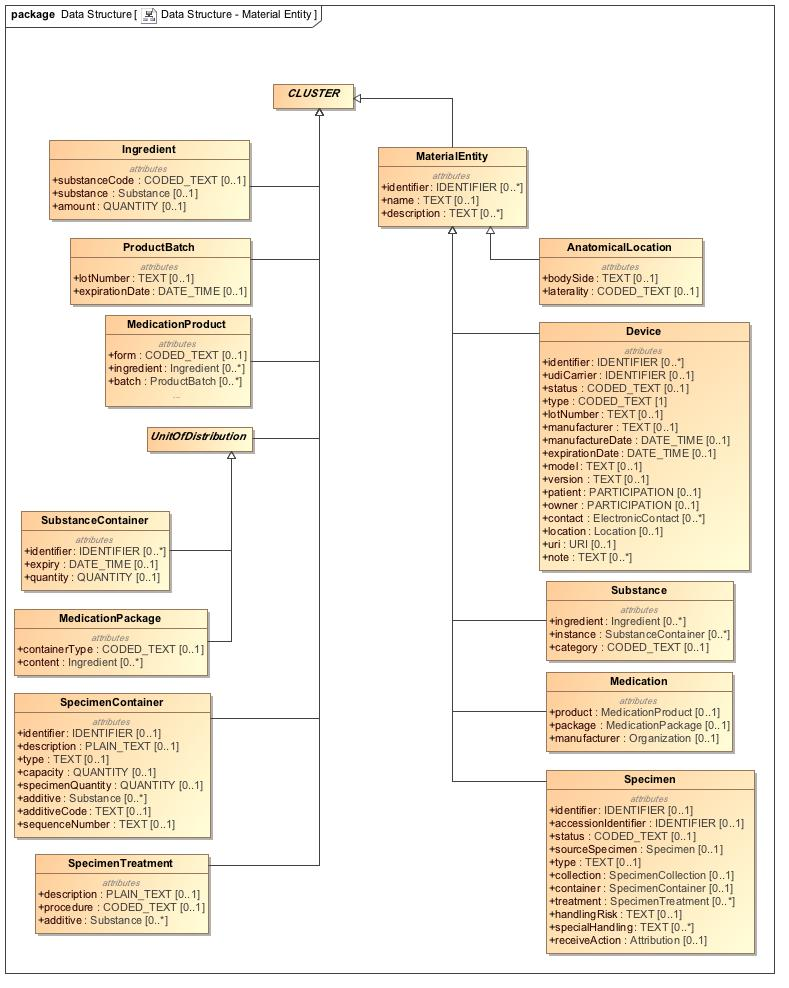 package Data Structure [ Data Structure - Material Entity ]
CLUSTER
Ingredient
attributes
+substanceCode : CODED_TEXT [0..1]
+substance : Substance [0..1]
+amount : QUANTITY [0..1]
ProductBatch
attributes
+lotNumber : TEXT [0..1]
+expirationDate : DATE_TIME [0..1]
MedicationProduct
attributes
+form : CODED_TEXT [0..1]
+ingredient : Ingredient [0..*]
+batch : ProductBatch [0..*]
...
UnitOfDistribution
SubstanceContainer
attributes
+identifier : IDENTIFIER [0..*]
+expiry : DATE_TIME [0..1]
+quantity : QUANTITY [0..1]
MedicationPackage
attributes
+containerType : CODED_TEXT [0..1]
+content : Ingredient [0..*]
SpecimenContainer
attributes
+identifier : IDENTIFIER [0..1]
+description : PLAIN_TEXT [0..1]
+type : TEXT [0..1]
+capacity : QUANTITY [0..1]
+specimenQuantity : QUANTITY [0..1]
+additive : Substance [0..*]
+additiveCode : TEXT [0..1]
+sequenceNumber : TEXT [0..1]
SpecimenTreatment
attributes
+description : PLAIN_TEXT [0..1]
+procedure : CODED_TEXT [0..1]
+additive : Substance [0..*]
MaterialEntity
attributes
+identifier : IDENTIFIER [0..*]
+name : TEXT [0..1]
+description : TEXT [0..*]
AnatomicalLocation
attributes
+bodySide : TEXT [0..1]
+laterality : CODED_TEXT [0..1]
Device
attributes
+identifier : IDENTIFIER [0..*]
+udiCarrier : IDENTIFIER [0..1]
+status : CODED_TEXT [0..1]
+type : CODED_TEXT [1]
+lotNumber : TEXT [0..1]
+manufacturer : TEXT [0..1]
+manufactureDate : DATE_TIME [0..1]
+expirationDate : DATE_TIME [0..1]
+model : TEXT [0..1]
+version : TEXT [0..1]
+patient : PARTICIPATION [0..1]
+owner : PARTICIPATION [0..1]
+contact : ElectronicContact [0..*]
+location : Location [0..1]
+uri : URI [0..1]
+note : TEXT [0..*]
Substance
attributes
+ingredient : Ingredient [0..*]
+instance : SubstanceContainer [0..*]
+category : CODED_TEXT [0..1]
Medication
attributes
+product : MedicationProduct [0..1]
+package : MedicationPackage [0..1]
+manufacturer : Organization [0..1]
Specimen
attributes
+identifier : IDENTIFIER [0..1]
+accessionIdentifier : IDENTIFIER [0..1]
+status : CODED_TEXT [0..1]
+sourceSpecimen : Specimen [0..1]
+type : TEXT [0..1]
+collection : SpecimenCollection [0..1]
+container : SpecimenContainer [0..1]
+treatment : SpecimenTreatment [0..*]
+handlingRisk : TEXT [0..1]
+specialHandling : TEXT [0..*]
+receiveAction : Attribution [0..1]